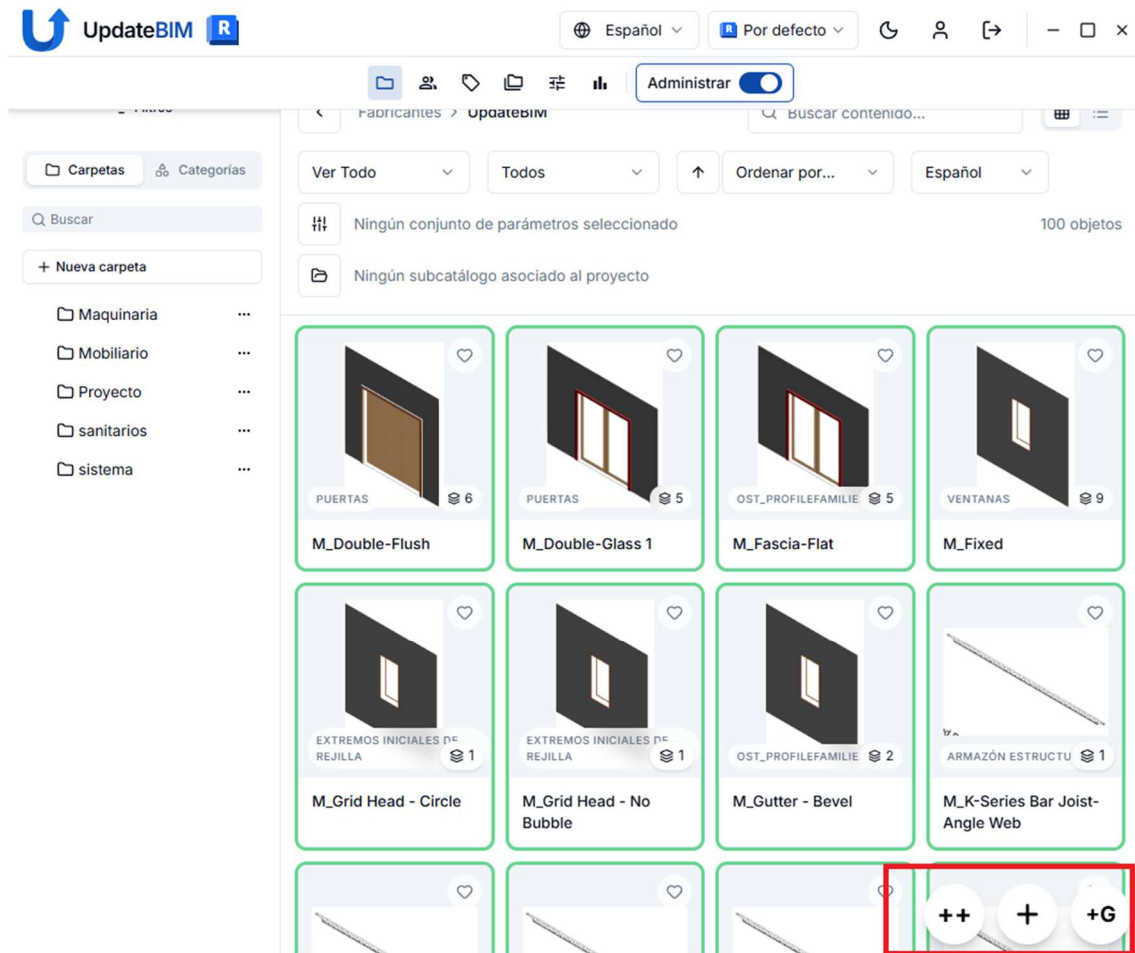 UpdateBIM R
Español
R Por defecto
Administrar
Filtros
Fabricantes > UpdateBIM
Buscar contenido...
Carpetas
Categorías
Ver Todo
Todos
Ordenar por...
Español
Buscar
Ningún conjunto de parámetros seleccionado
100 objetos
+ Nueva carpeta
Ningún subcatálogo asociado al proyecto
Maquinaria ...
Mobiliario ...
Proyecto ...
sanitarios ...
sistema ...
PUERTAS
6
M_Double-Flush
PUERTAS
5
M_Double-Glass 1
OST_PROFILEFAMILIE
5
M_Fascia-Flat
VENTANAS
9
M_Fixed
EXTREMOS INICIALES DE
REJILLA
1
M_Grid Head - Circle
EXTREMOS INICIALES DE
REJILLA
1
M_Grid Head - No
Bubble
OST_PROFILEFAMILIE
2
M_Gutter - Bevel
ARMAZÓN ESTRUCTU
1
M_K-Series Bar Joist-
Angle Web
++
+
+G